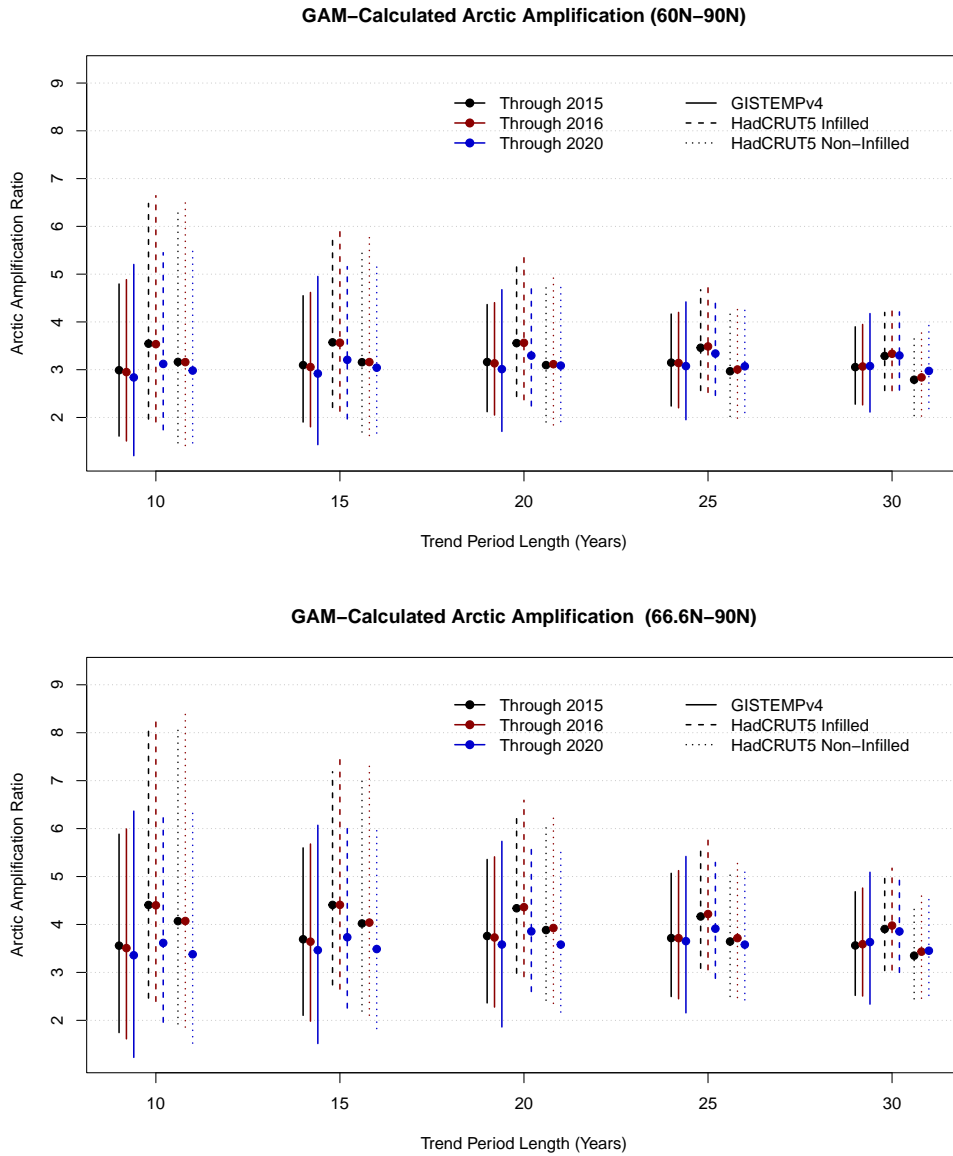 GAM−Calculated Arctic Amplification (60N−90N)
Arctic Amplification Ratio
9
8
7
6
5
4
3
2
Through 2015
Through 2016
Through 2020
GISTEMPv4
HadCRUT5 Infilled
HadCRUT5 Non−Infilled
10 15 20 25 30
Trend Period Length (Years)
GAM−Calculated Arctic Amplification (66.6N−90N)
Arctic Amplification Ratio
9
8
7
6
5
4
3
2
Through 2015
Through 2016
Through 2020
GISTEMPv4
HadCRUT5 Infilled
HadCRUT5 Non−Infilled
10 15 20 25 30
Trend Period Length (Years)